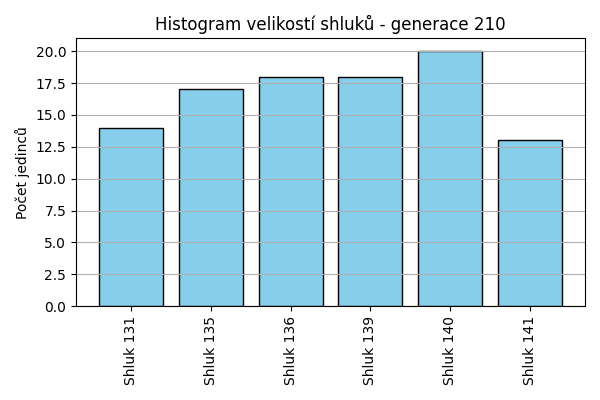 Histogram velikostí shluků - generace 210
Počet jedinců
20.0
17.5
15.0
12.5
10.0
7.5
5.0
2.5
0.0
Shluk 131
Shluk 135
Shluk 136
Shluk 139
Shluk 140
Shluk 141